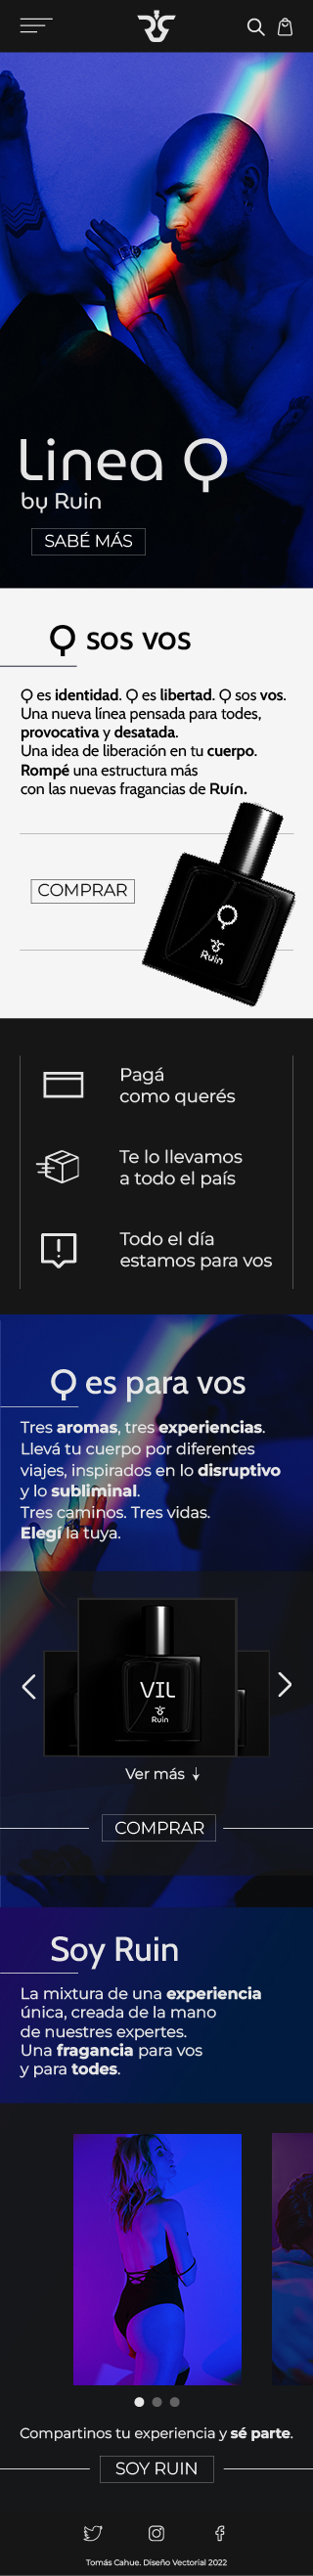 Linea Q
by Ruin
SABÉ MÁS
Q sos vos
Q es identidad. Q es libertad. Q sos vos.
Una nueva línea pensada para todes,
provocativa y desatada.
Una idea de liberación en tu cuerpo.
Rompé una estructura más
con las nuevas fragancias de Ruín.
COMPRAR
Q
Ruin
Pagá
como querés
Te lo llevamos
a todo el país
Todo el día
estamos para vos
Q es para vos
Tres aromas, tres experiencias.
Llevá tu cuerpo por diferentes
viajes, inspirados en lo disruptivo
y lo subliminal.
Tres caminos. Tres vidas.
Elegí la tuya.
VIL
Ruin
Ver más ↓
COMPRAR
Soy Ruin
La mixtura de una experiencia
única, creada de la mano
de nuestres expertes.
Una fragancia para vos
y para todes.
Compartinos tu experiencia y sé parte.
SOY RUIN
Tomás Cahue. Diseño Vectorial 2022